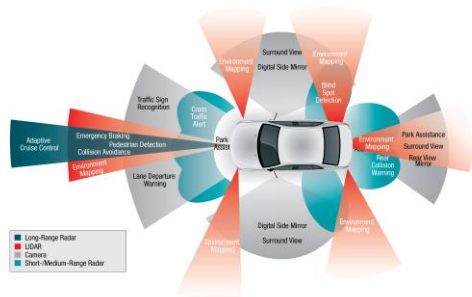 Environment
Mapping
Surround View
Digital Side Mirror
Environment
Mapping
Blind
Spot
Detection
Traffic Sign
Recognition
Cross
Traffic
Alert
Adaptive
Cruise Control
Emergency Braking
Pedestrian Detection
Collision Avoidance
Environment
Mapping
Park
Assist
Environment
Mapping
Park Assistance
Surround View
Rear View
Mirror
Rear
Collision
Warning
Lane Departure
Warning
Environment
Mapping
Digital Side Mirror
Surround View
Environment
Mapping
Long-Range Radar
LIDAR
Camera
Short-/Medium-Range Radar